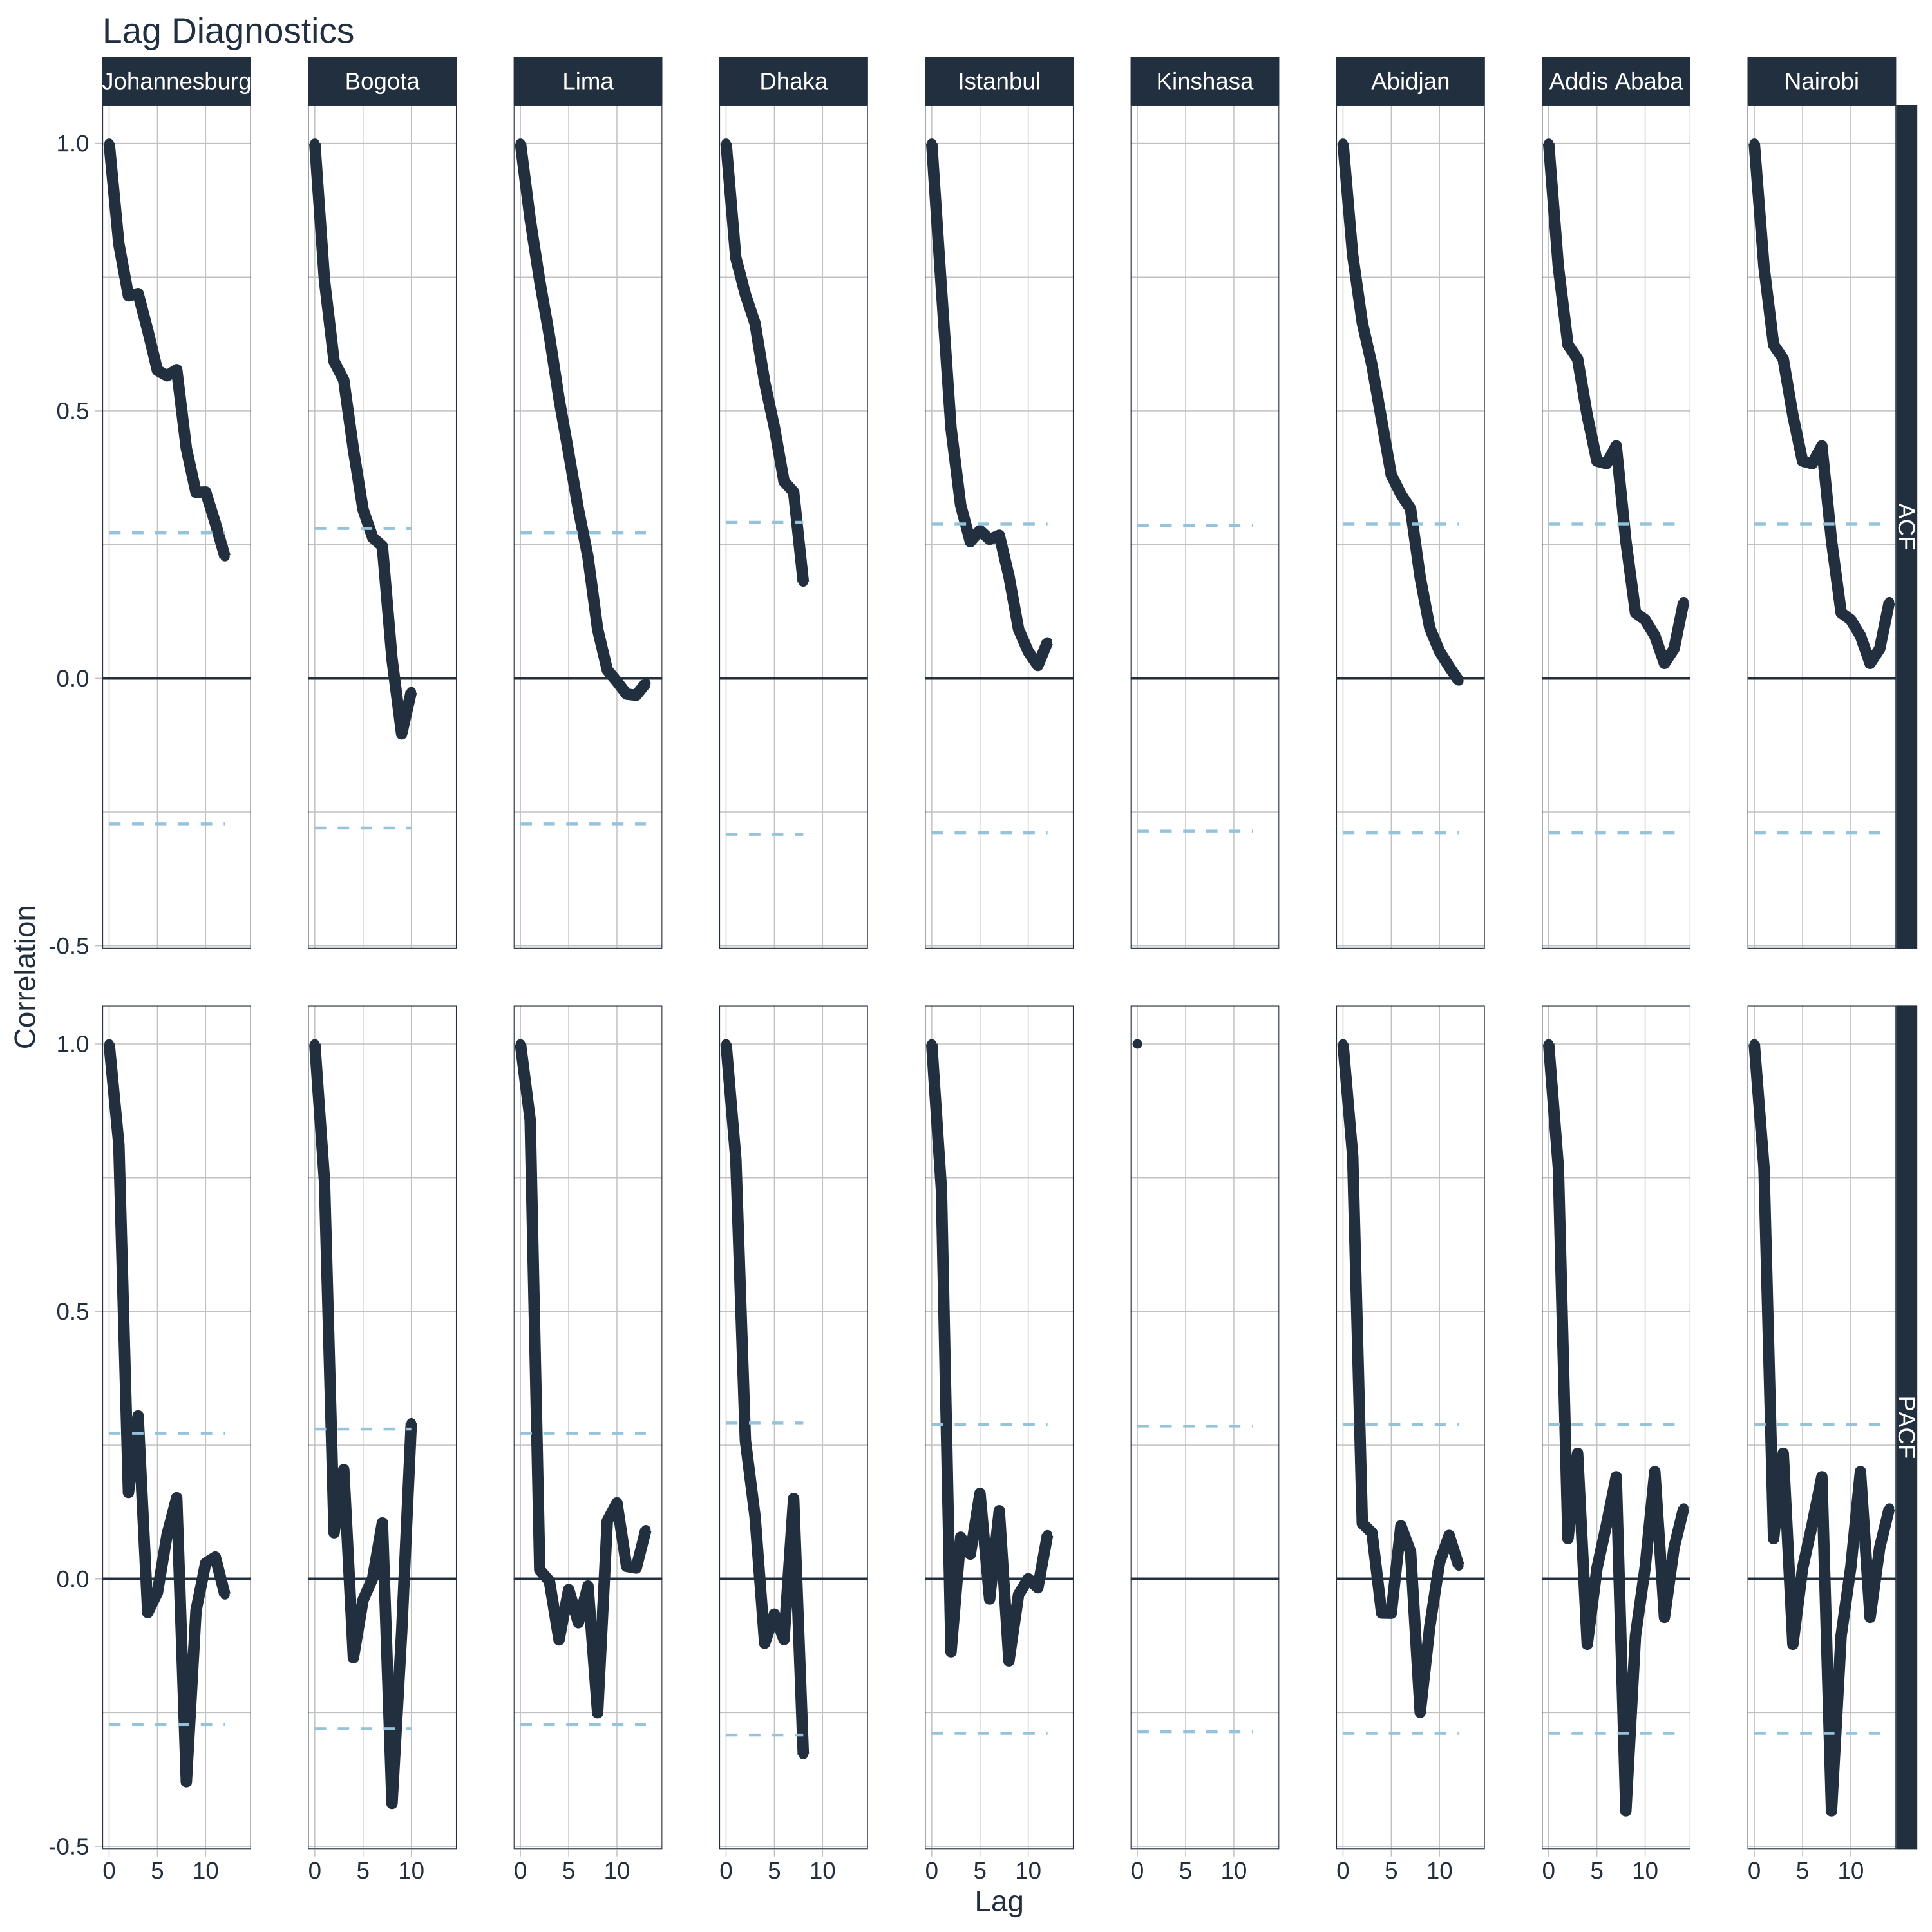 Lag Diagnostics
Johannesburg Bogota Lima Dhaka Istanbul Kinshasa Abidjan Addis Ababa Nairobi
1.0
0.5
0.0
-0.5
ACF
Correlation
1.0
0.5
0.0
-0.5
PACF
0 5 10 0 5 10 0 5 10 0 5 10 0 5 10 0 5 10 0 5 10 0 5 10 0 5 10
Lag